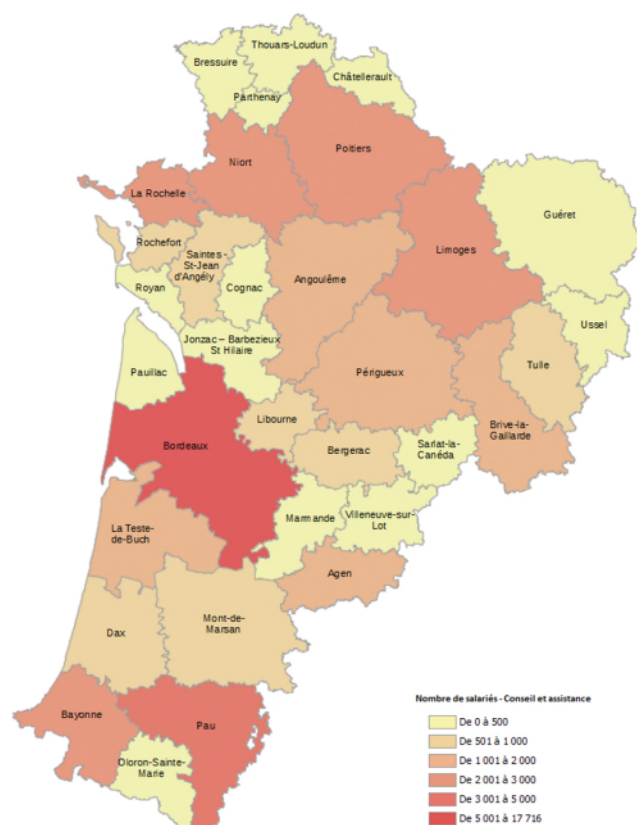 Thouars-Loudun
Bressuire
Châtellerault
Parthenay
Poitiers
Niort
La Rochelle
Guéret
Limoges
Rochefort
Saintes -
St-Jean
d'Angély
Angoulême
Royan
Cognac
Ussel
Jonzac – Barbezieux
St Hilaire
Pauillac
Périgueux
Tulle
Libourne
Brive-la-
Gaillarde
Bordeaux
Bergerac
Sarlat-la-
Canéda
Marmande
Villeneuve-sur-
Lot
La Teste-
de-Buch
Agen
Mont-de-
Marsan
Dax
Bayonne
Pau
Oloron-Sainte-
Marie
Nombre de salariés - Conseil et assistance
De 0 à 500
De 501 à 1 000
De 1 001 à 2 000
De 2 001 à 3 000
De 3 001 à 5 000
De 5 001 à 17 716